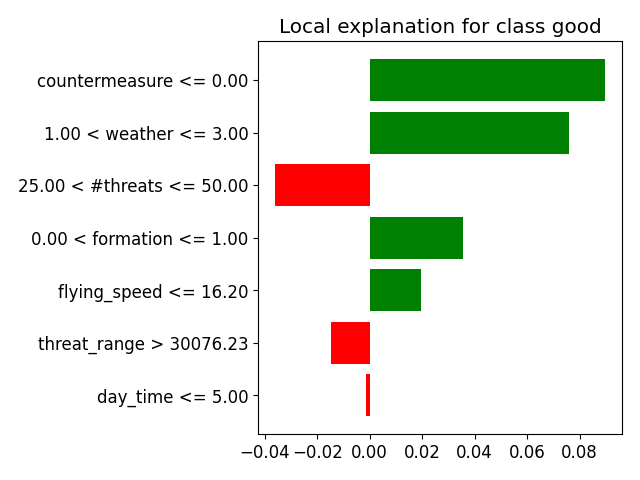 Local explanation for class good
countermeasure <= 0.00
1.00 < weather <= 3.00
25.00 < #threats <= 50.00
0.00 < formation <= 1.00
flying_speed <= 16.20
threat_range > 30076.23
day_time <= 5.00
−0.04 −0.02 0.00 0.02 0.04 0.06 0.08